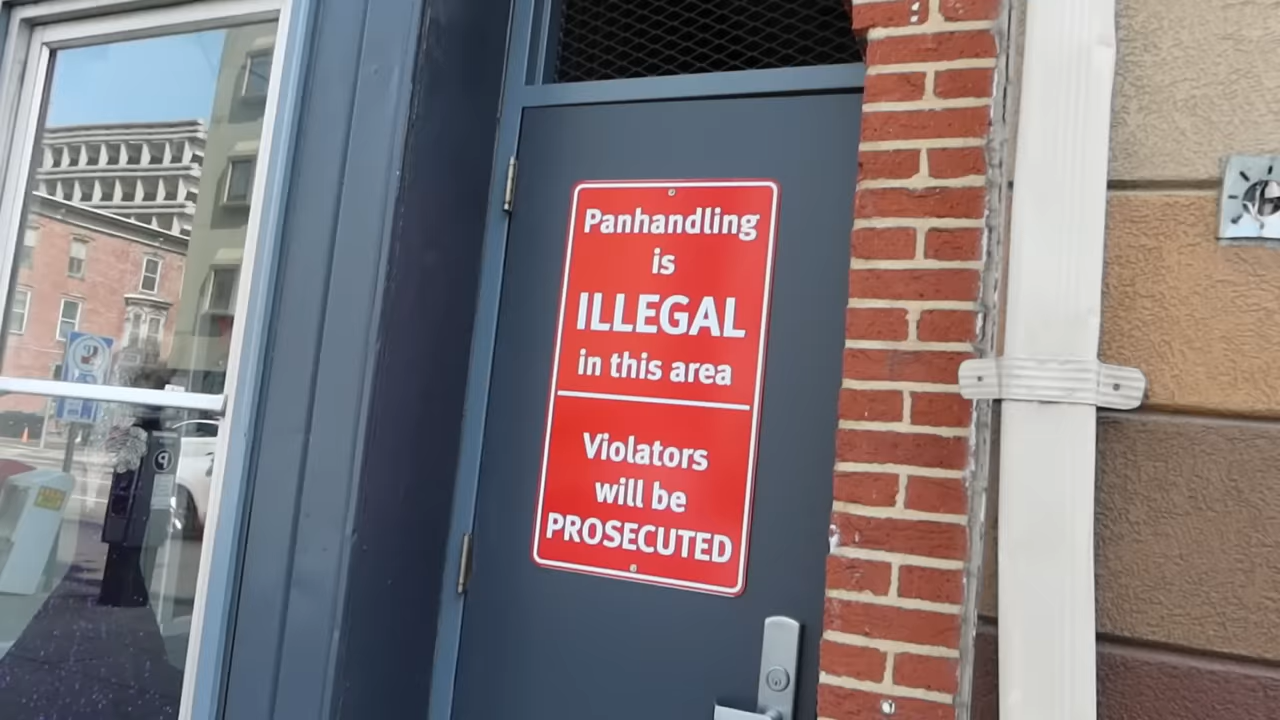 Panhandling
is
ILLEGAL
in this area
Violators
will be
PROSECUTED
P